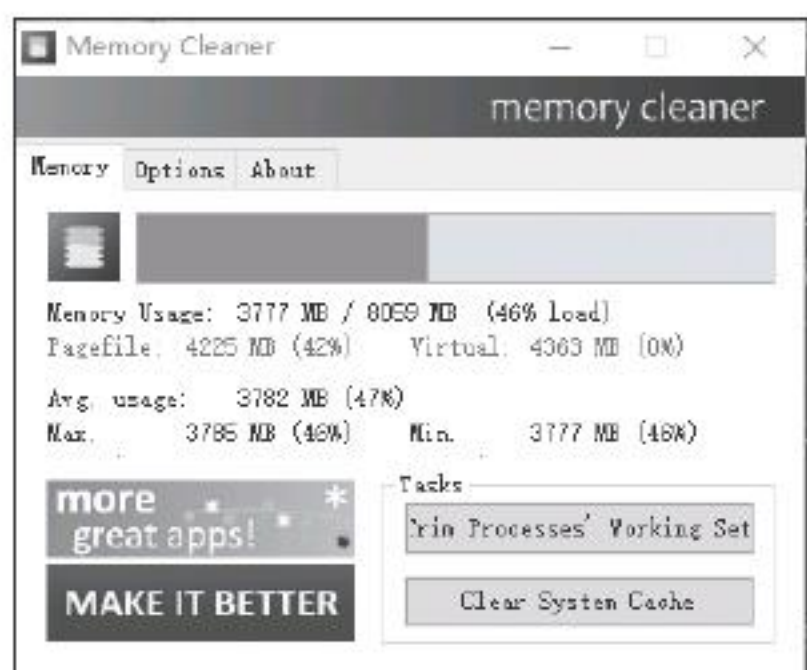 Memory Cleaner
memory cleaner
Memory Options About
Memory Usage: 3777 MB / 8059 MB (46% load)
Pagefile: 4225 MB (42%) Virtual: 4363 MB (0%)
Avg. usage: 3782 MB (47%)
Max. 3785 MB (46%) Min. 3777 MB (46%)
more
great apps!
*
MAKE IT BETTER
Tasks
Trim Processes' Working Set
Clear System Cache